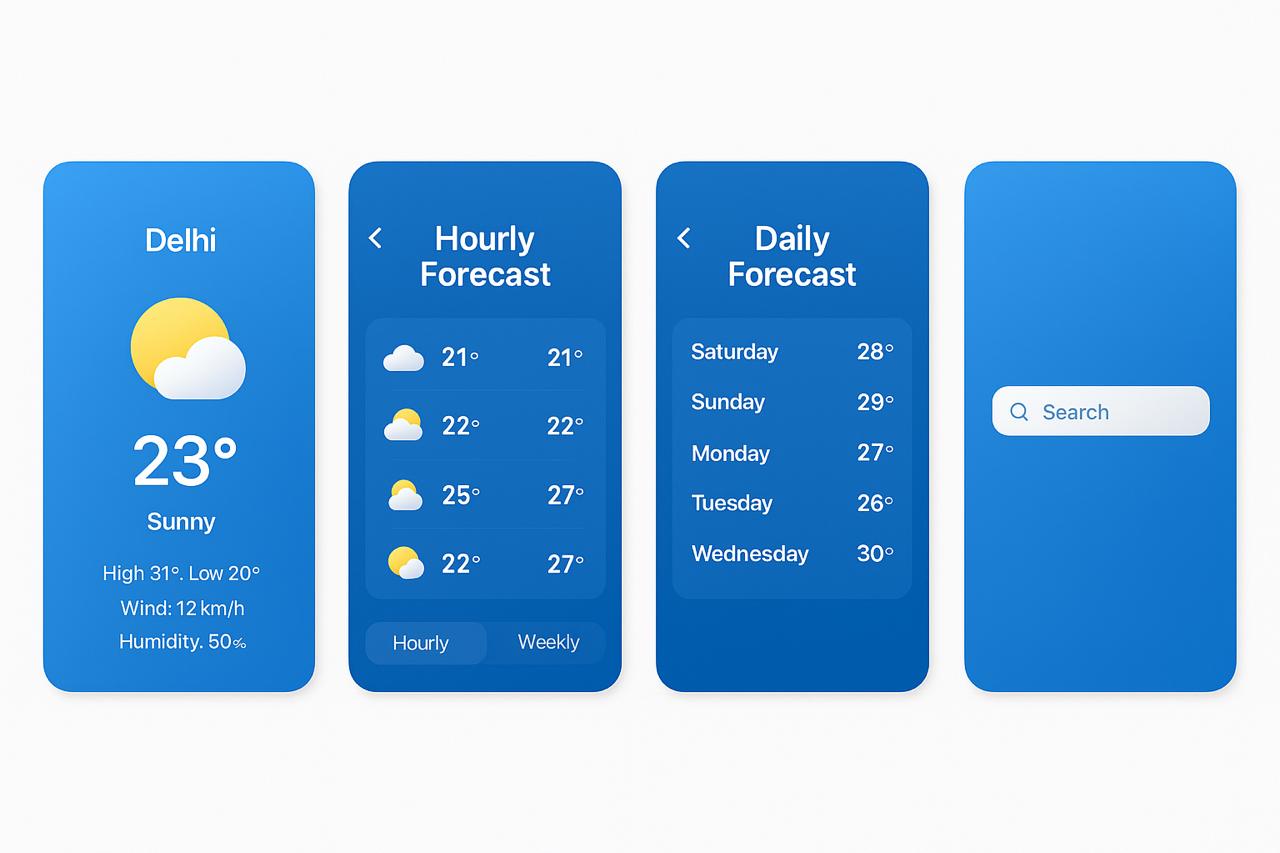 Delhi
23°
Sunny
High 31°. Low 20°
Wind: 12 km/h
Humidity. 50%
Hourly
Forecast
21° 21°
22° 22°
25° 27°
22° 27°
Hourly Weekly
Daily
Forecast
Saturday 28°
Sunday 29°
Monday 27°
Tuesday 26°
Wednesday 30°
Search